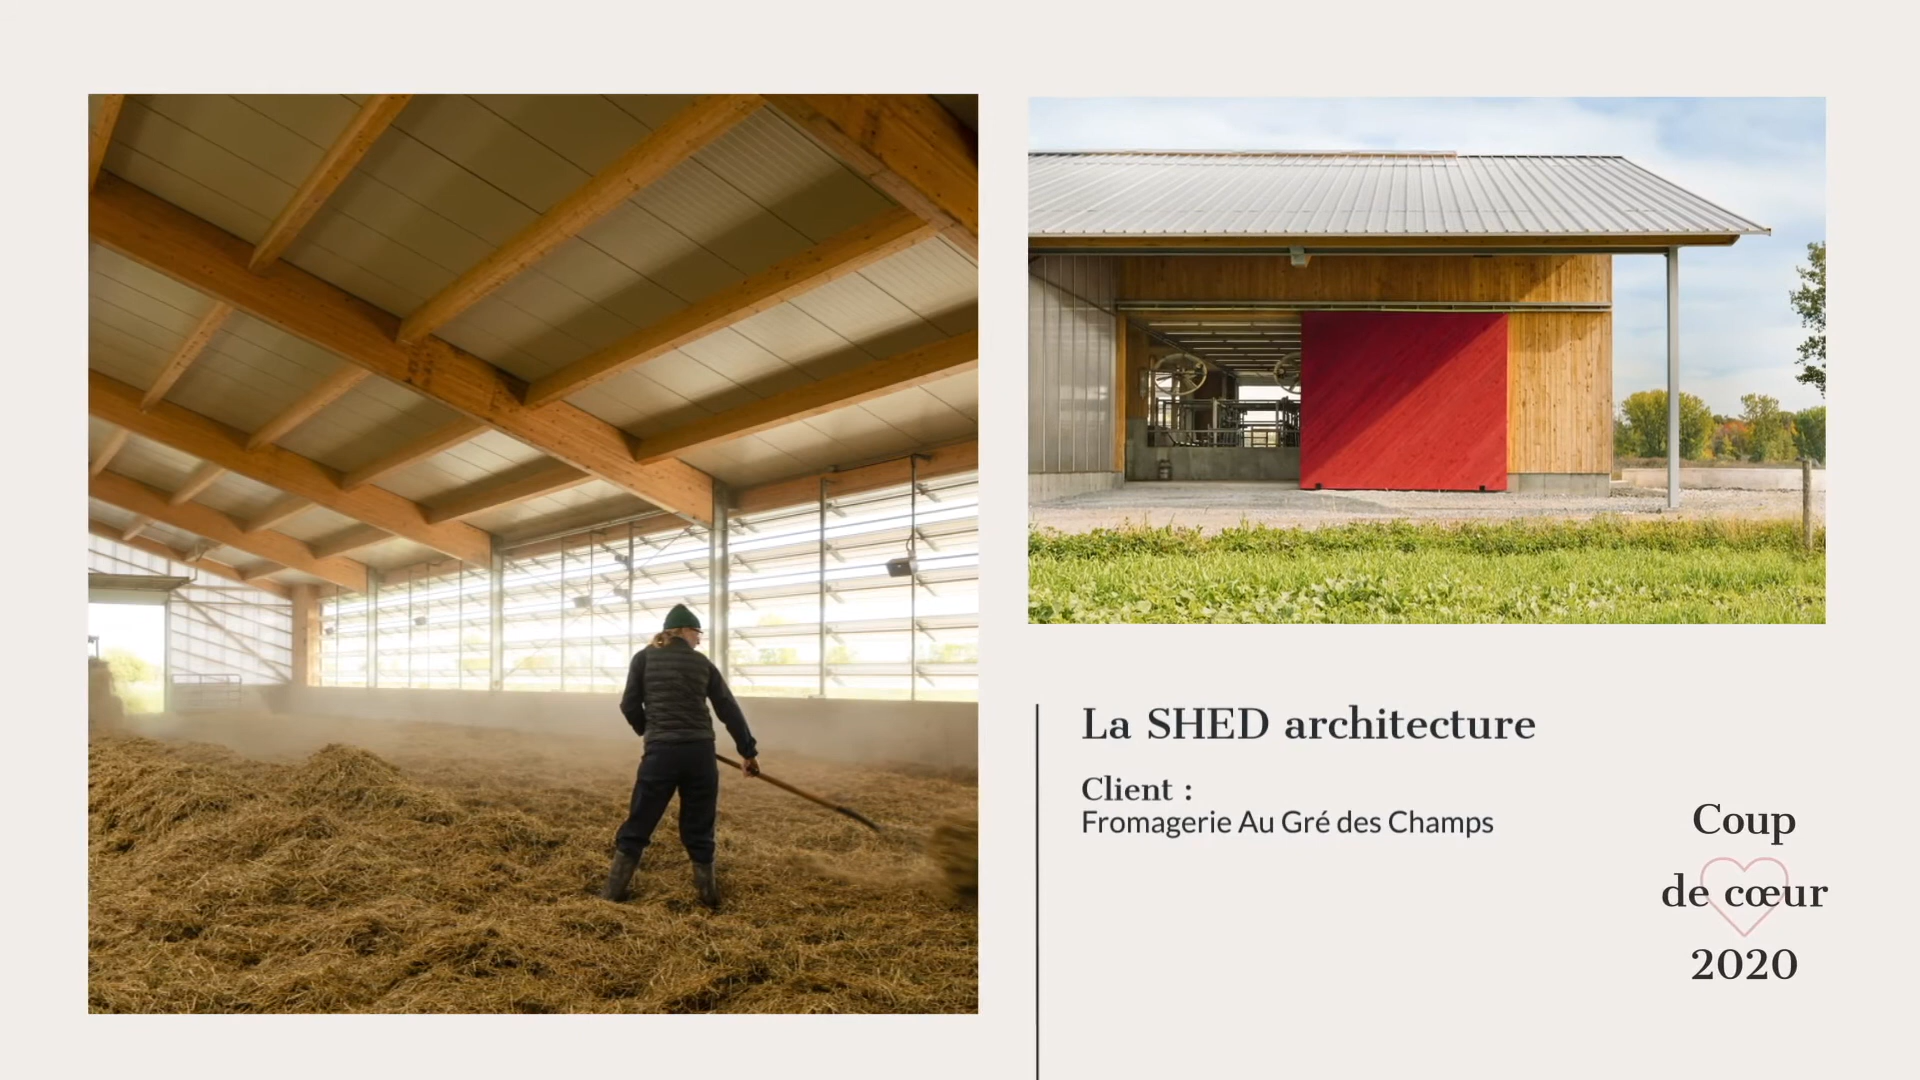 La SHED architecture
Client :
Fromagerie Au Gré des Champs
Coup
de cœur
2020